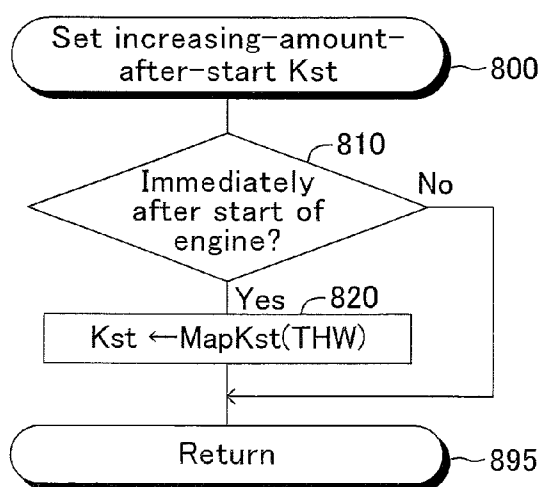 Set increasing-amount-
after-start Kst
800
810
Immediately
after start of
engine?
No
Yes
820
Kst ←MapKst(THW)
Return
895